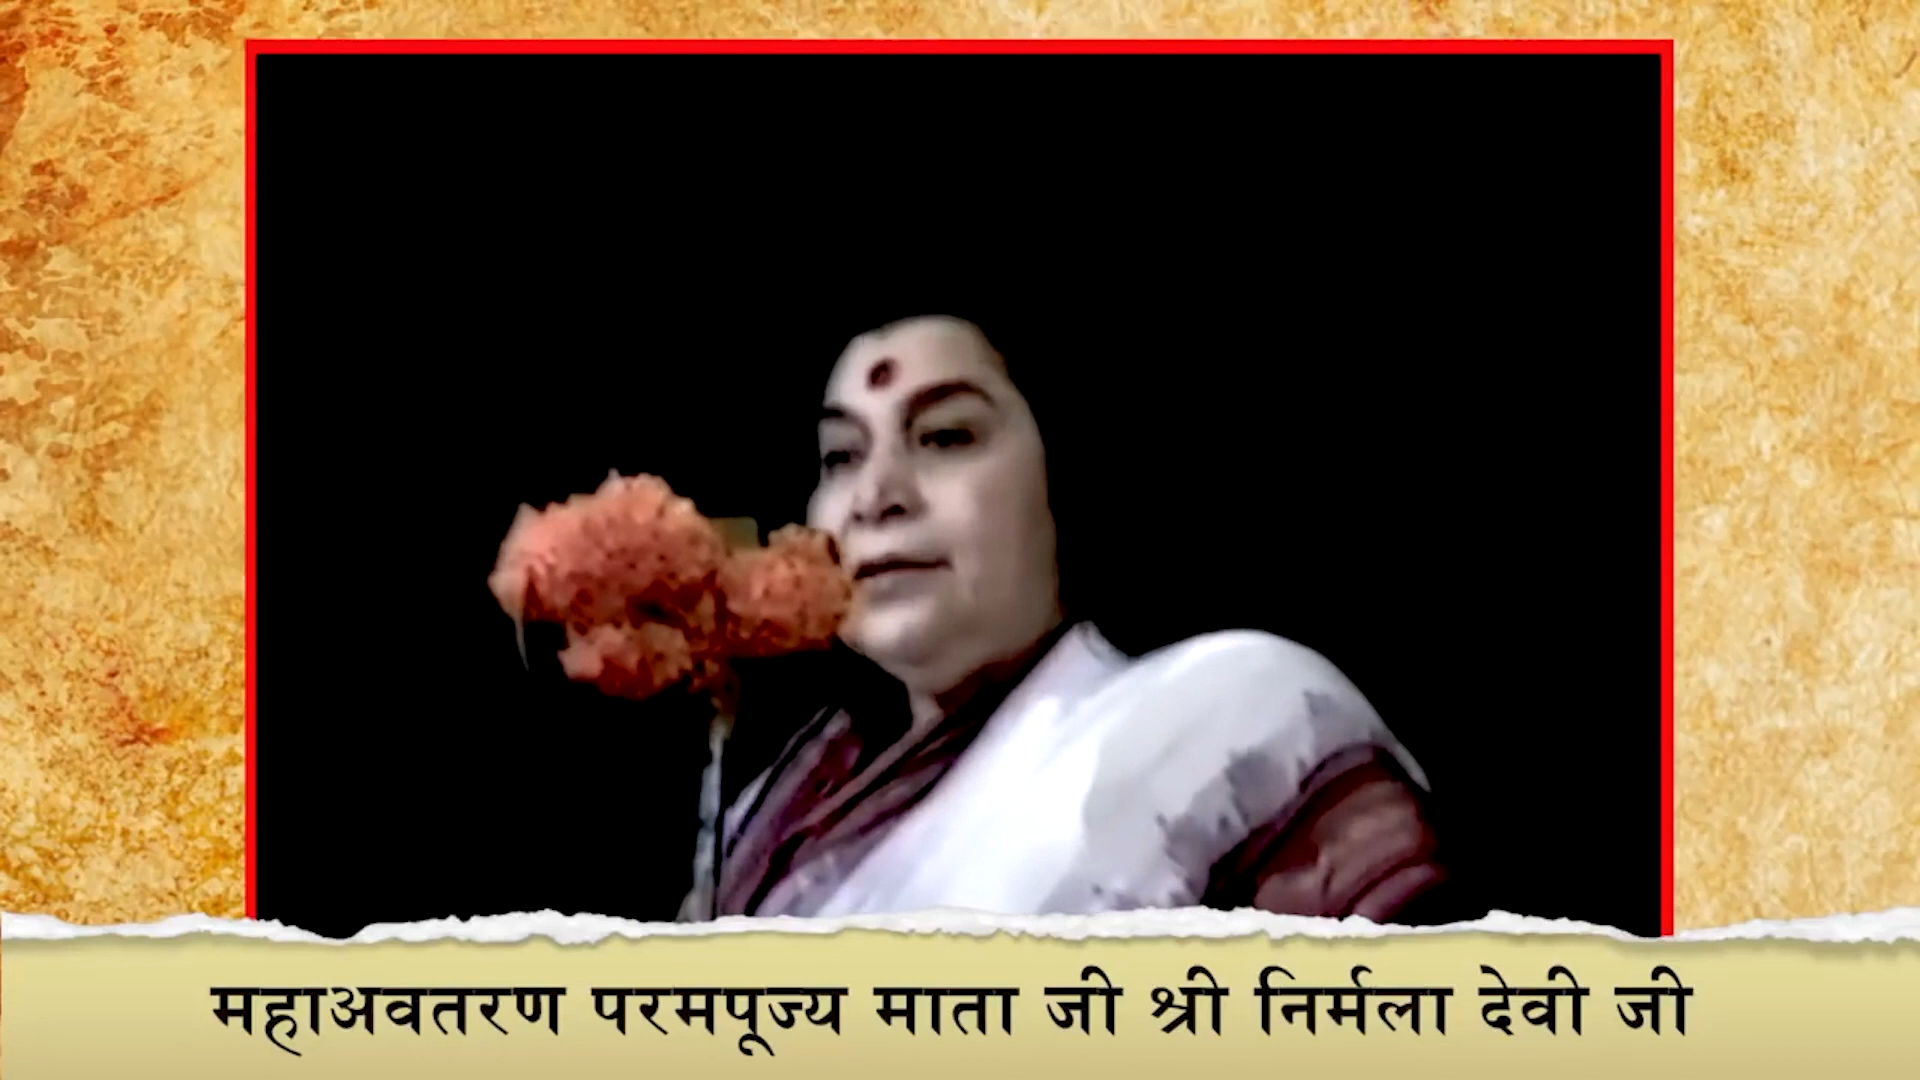 महाअवतरण परमपूज्य माता जी श्री निर्मला देवी जी